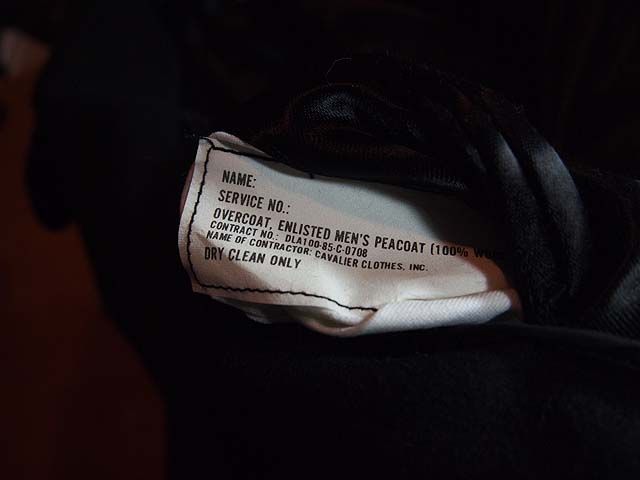 NAME:
SERVICE NO.:
OVERCOAT, ENLISTED MEN'S PEACOAT (100%
CONTRACT NO.: DLA100-85-C-0708
NAME OF CONTRACTOR: CAVALIER CLOTHES, INC.
DRY CLEAN ONLY